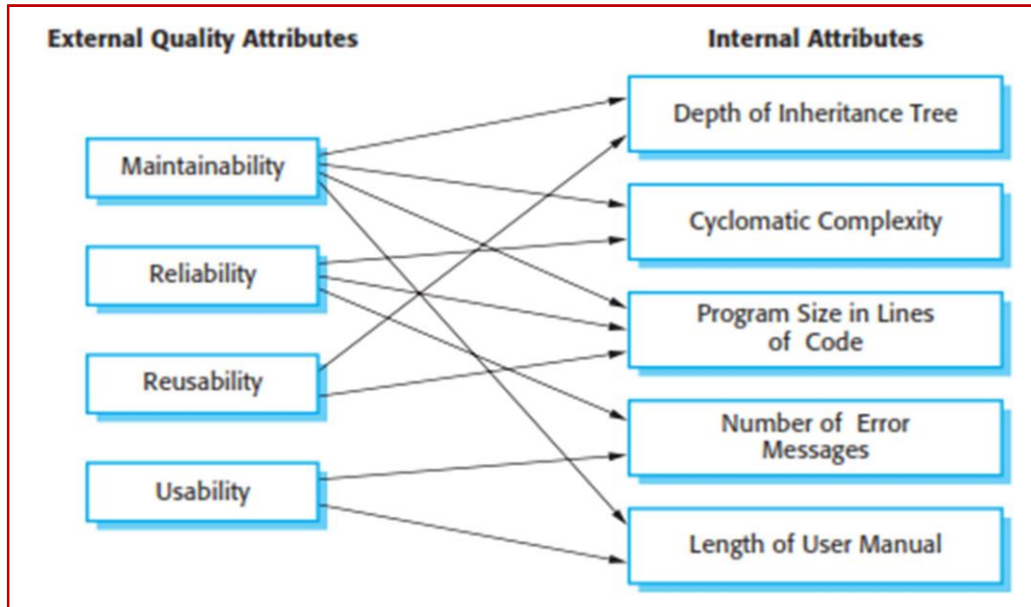 External Quality Attributes
Internal Attributes
Maintainability
Reliability
Reusability
Usability
Depth of Inheritance Tree
Cyclomatic Complexity
Program Size in Lines
of Code
Number of Error
Messages
Length of User Manual